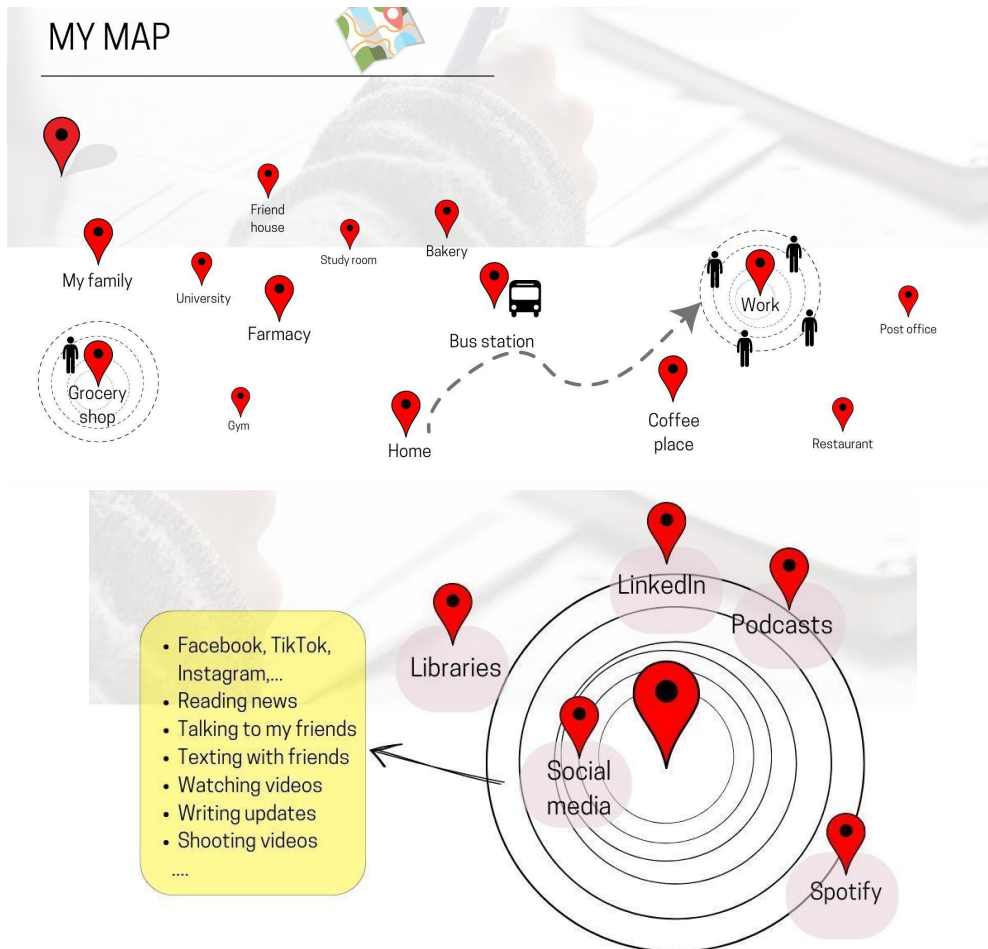 MY MAP
Friend
house
Bakery
Study room
My family
University
Farmacy
Bus station
Work
Post office
Grocery
shop
Gym
Home
Coffee
place
Restaurant
LinkedIn
Podcasts
Libraries
• Facebook, TikTok,
Instagram,...
• Reading news
• Talking to my friends
• Texting with friends
• Watching videos
• Writing updates
• Shooting videos
....
Social
media
Spotify